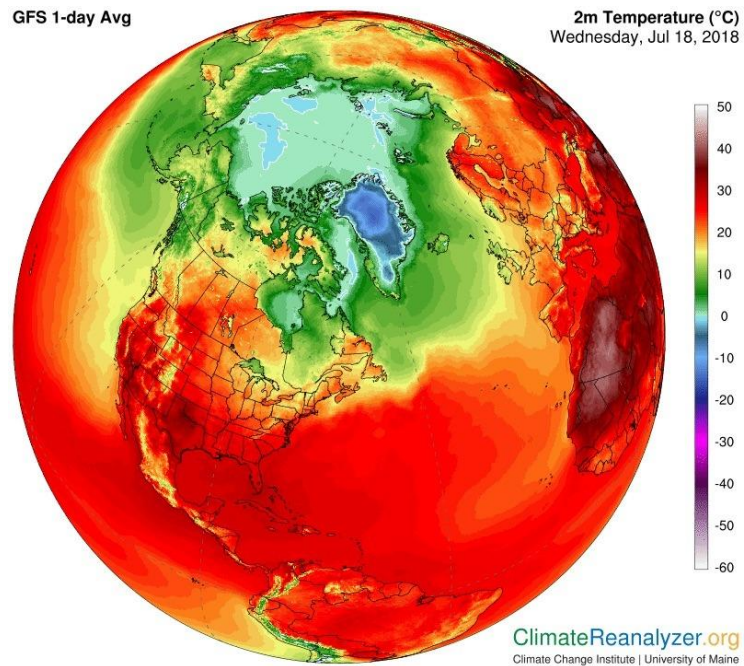 GFS 1-day Avg
2m Temperature (°C)
Wednesday, Jul 18, 2018
50
40
30
20
10
0
-10
-20
-30
-40
-50
-60
ClimateReanalyzer.org
Climate Change Institute | University of Maine